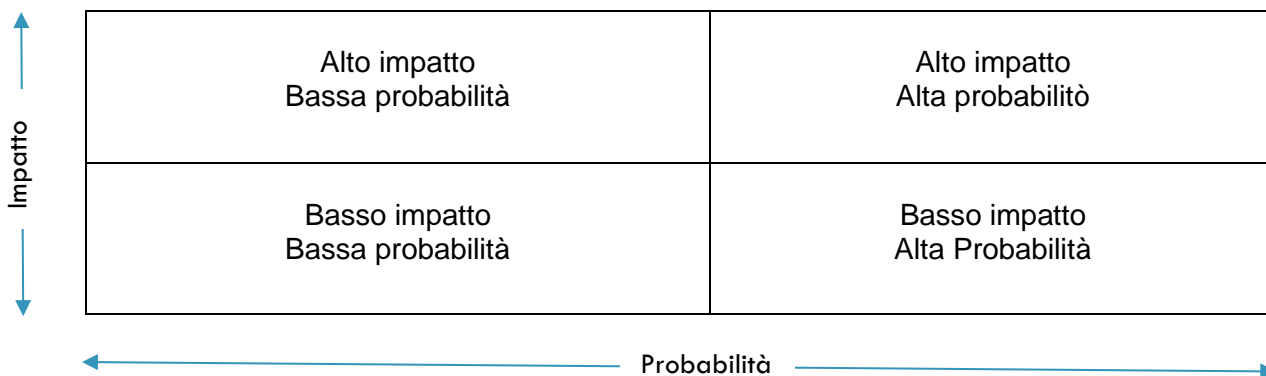 Alto impatto
Bassa probabilità
Alto impatto
Alta probabilitò
Impatto
Basso impatto
Bassa probabilità
Basso impatto
Alta Probabilità
Probabilità